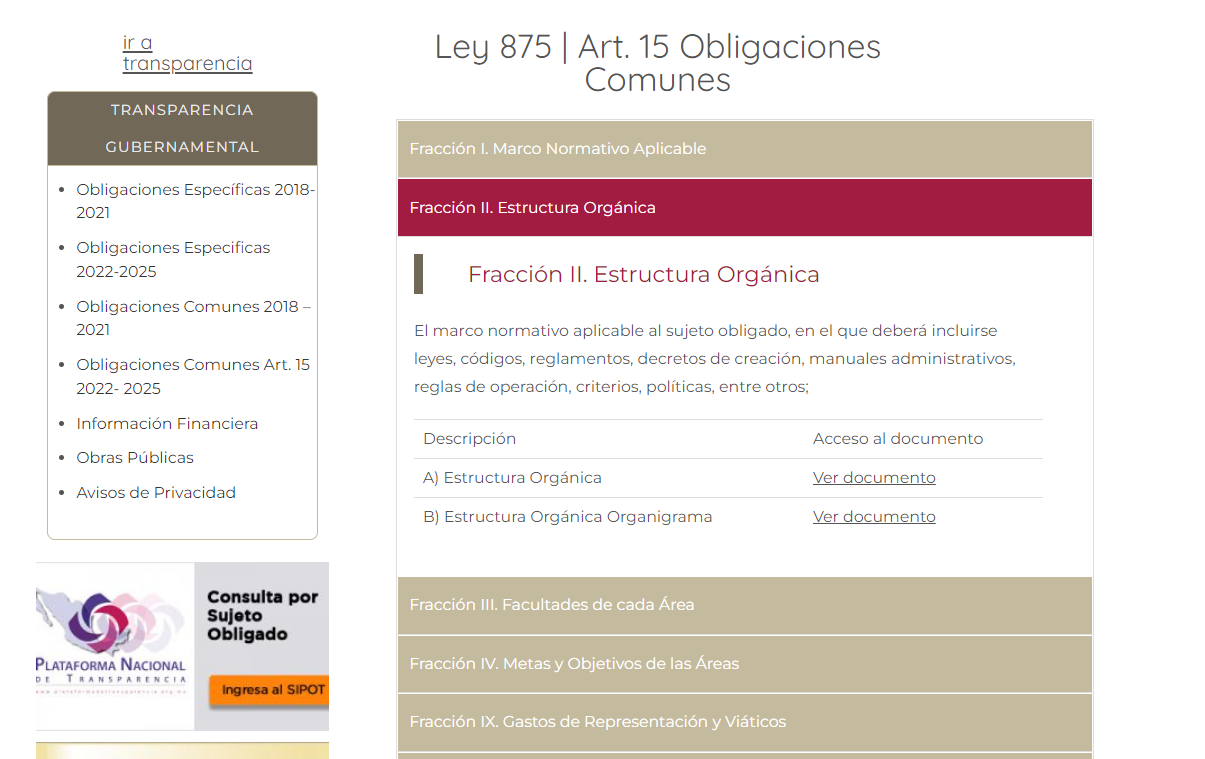 ir a
transparencia
TRANSPARENCIA
GUBERNAMENTAL
Obligaciones Específicas 2018-
2021
Obligaciones Especificas
2022-2025
Obligaciones Comunes 2018 –
2021
Obligaciones Comunes Art. 15
2022- 2025
Información Financiera
Obras Públicas
Avisos de Privacidad
PLATAFORMA NACIONAL
DE TRANSPARENCIA
www.plataformadetransparencia.org.mx
Consulta por
Sujeto
Obligado
Ingresa al SIPOT
Ley 875 | Art. 15 Obligaciones
Comunes
Fracción I. Marco Normativo Aplicable
Fracción II. Estructura Orgánica
Fracción II. Estructura Orgánica
El marco normativo aplicable al sujeto obligado, en el que deberá incluirse
leyes, códigos, reglamentos, decretos de creación, manuales administrativos,
reglas de operación, criterios, políticas, entre otros;
Descripción Acceso al documento
A) Estructura Orgánica Ver documento
B) Estructura Orgánica Organigrama Ver documento
Fracción III. Facultades de cada Área
Fracción IV. Metas y Objetivos de las Áreas
Fracción IX. Gastos de Representación y Viáticos